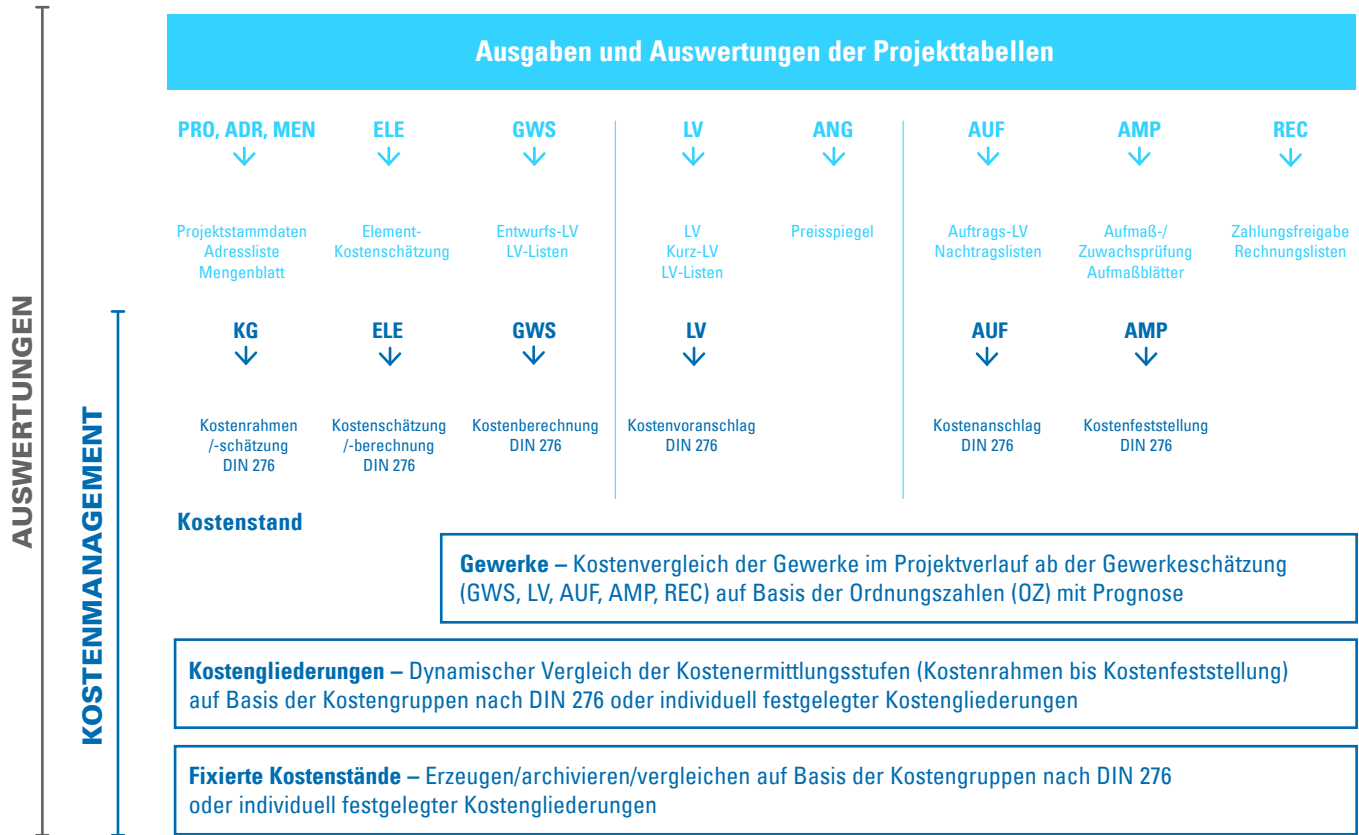 Ausgaben und Auswertungen der Projekttabellen
PRO, ADR, MEN
ELE
GWS
LV
ANG
AUF
AMP
REC
Projektstammdaten
Adressliste
Mengenblatt
Element-
Kostenschätzung
Entwurfs-LV
LV-Listen
LV
Kurz-LV
LV-Listen
Preisspiegel
Auftrags-LV
Nachtragslisten
Aufmaß-/
Zuwachsprüfung
Aufmaßblätter
Zahlungsfreigabe
Rechnungslisten
AUSWERTUNGEN
KOSTENMANAGEMENT
KG
ELE
GWS
LV
AUF
AMP
Kostenrahmen
/-schätzung
DIN 276
Kostenschätzung
/-berechnung
DIN 276
Kostenberechnung
DIN 276
Kostenvoranschlag
DIN 276
Kostenanschlag
DIN 276
Kostenfeststellung
DIN 276
Kostenstand
Gewerke – Kostenvergleich der Gewerke im Projektverlauf ab der Gewerkeschätzung
(GWS, LV, AUF, AMP, REC) auf Basis der Ordnungszahlen (OZ) mit Prognose
Kostengliederungen – Dynamischer Vergleich der Kostenermittlungsstufen (Kostenrahmen bis Kostenfeststellung)
auf Basis der Kostengruppen nach DIN 276 oder individuell festgelegter Kostengliederungen
Fixierte Kostenstände – Erzeugen/archivieren/vergleichen auf Basis der Kostengruppen nach DIN 276
oder individuell festgelegter Kostengliederungen